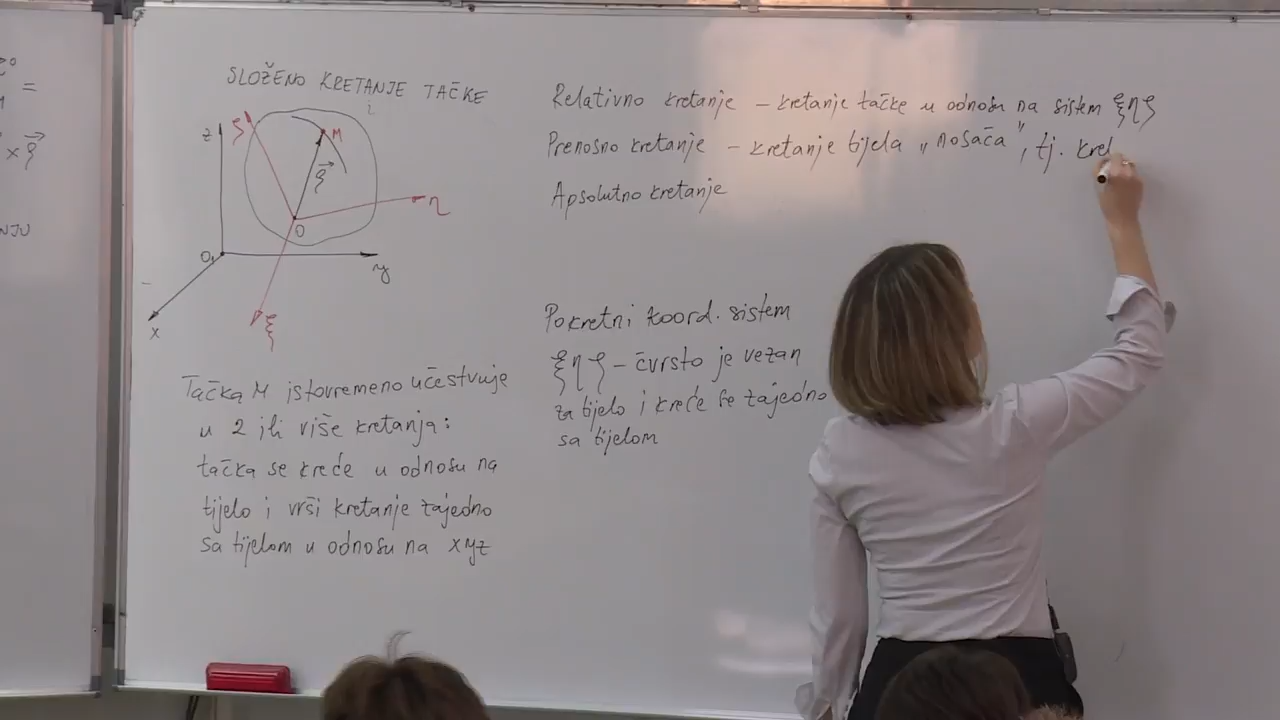 SLOŽENO KRETANJE TAČKE
z
ζ
M
ρ⃗
η
O
O₁
y
x
ξ
Tačka M istovremeno učestvuje
u 2 ili više kretanja:
tačka se kreće u odnosu na
tijelo i vrši kretanje zajedno
sa tijelom u odnosu na xyz
Relativno kretanje – kretanje tačke u odnosu na sistem ξηζ
Prenosno kretanje – kretanje tijela „nosača", tj. kret
Apsolutno kretanje
Pokretni koord. sistem
ξηζ – čvrsto je vezan
za tijelo i kreće se zajedno
sa tijelom
=
× ρ⃗
NJU